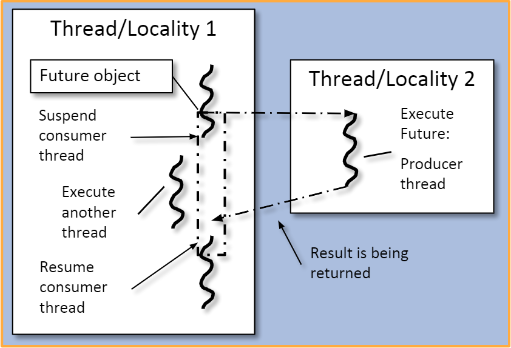 Thread/Locality 1
Future object
Suspend
consumer
thread
Execute
another
thread
Resume
consumer
thread
Thread/Locality 2
Execute
Future:
Producer
thread
Result is being
returned